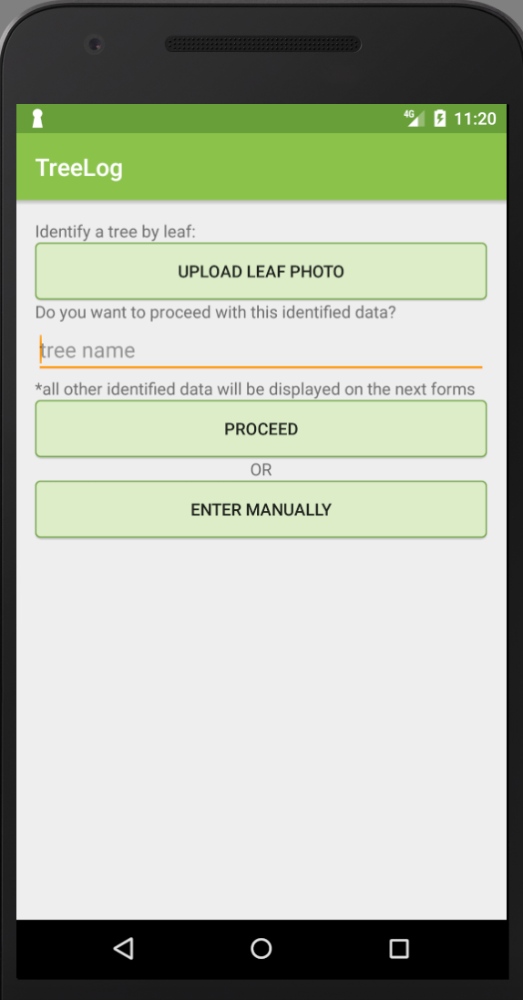 4G 11:20
TreeLog
Identify a tree by leaf:
UPLOAD LEAF PHOTO
Do you want to proceed with this identified data?
tree name
*all other identified data will be displayed on the next forms
PROCEED
OR
ENTER MANUALLY